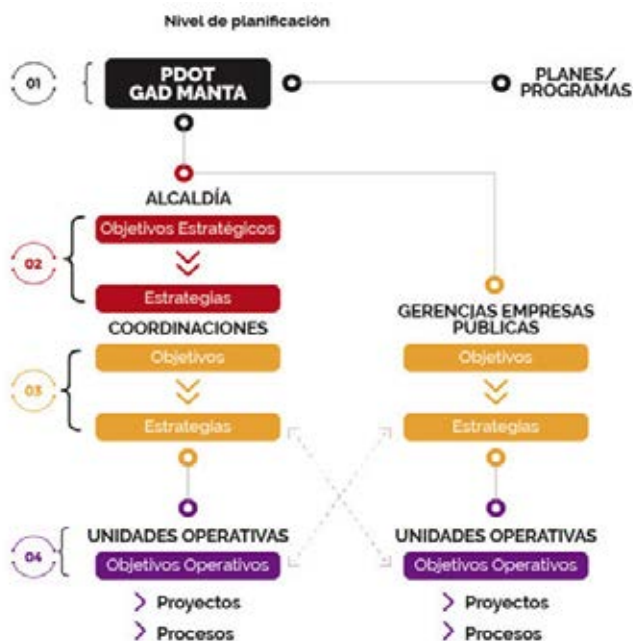 Nivel de planificación
01
PDOT
GAD MANTA
PLANES/
PROGRAMAS
ALCALDÍA
02
Objetivos Estratégicos
Estrategias
COORDINACIONES
GERENCIAS EMPRESAS
PÚBLICAS
03
Objetivos
Objetivos
Estrategias
Estrategias
04
UNIDADES OPERATIVAS
UNIDADES OPERATIVAS
Objetivos Operativos
Objetivos Operativos
Proyectos
Proyectos
Procesos
Procesos